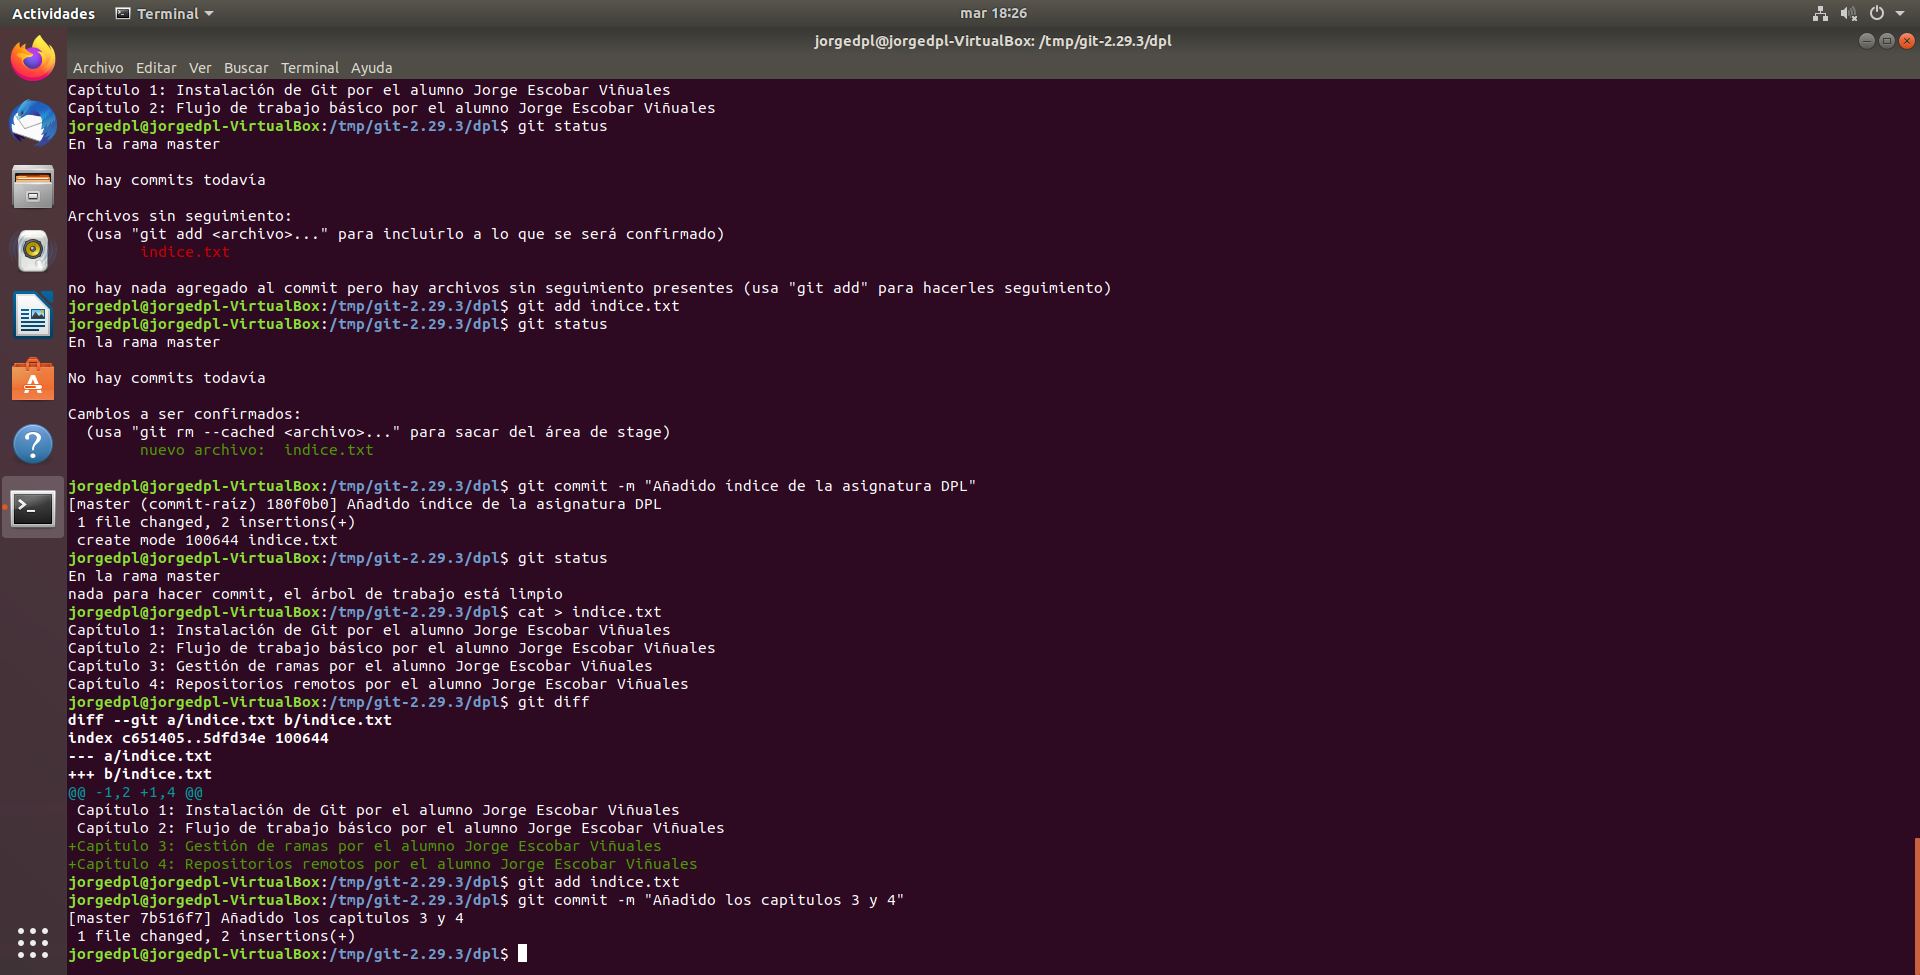 Actividades Terminal mar 18:26
jorgedpl@jorgedpl-VirtualBox: /tmp/git-2.29.3/dpl
Archivo Editar Ver Buscar Terminal Ayuda
Capítulo 1: Instalación de Git por el alumno Jorge Escobar Viñuales
Capítulo 2: Flujo de trabajo básico por el alumno Jorge Escobar Viñuales
jorgedpl@jorgedpl-VirtualBox:/tmp/git-2.29.3/dpl$ git status
En la rama master
No hay commits todavía
Archivos sin seguimiento:
(usa "git add <archivo>..." para incluirlo a lo que se será confirmado)
indice.txt
no hay nada agregado al commit pero hay archivos sin seguimiento presentes (usa "git add" para hacerles seguimiento)
jorgedpl@jorgedpl-VirtualBox:/tmp/git-2.29.3/dpl$ git add indice.txt
jorgedpl@jorgedpl-VirtualBox:/tmp/git-2.29.3/dpl$ git status
En la rama master
No hay commits todavía
Cambios a ser confirmados:
(usa "git rm --cached <archivo>..." para sacar del área de stage)
nuevo archivo:  indice.txt
jorgedpl@jorgedpl-VirtualBox:/tmp/git-2.29.3/dpl$ git commit -m "Añadido índice de la asignatura DPL"
[master (commit-raíz) 180f0b0] Añadido índice de la asignatura DPL
1 file changed, 2 insertions(+)
create mode 100644 indice.txt
jorgedpl@jorgedpl-VirtualBox:/tmp/git-2.29.3/dpl$ git status
En la rama master
nada para hacer commit, el árbol de trabajo está limpio
jorgedpl@jorgedpl-VirtualBox:/tmp/git-2.29.3/dpl$ cat > indice.txt
Capítulo 1: Instalación de Git por el alumno Jorge Escobar Viñuales
Capítulo 2: Flujo de trabajo básico por el alumno Jorge Escobar Viñuales
Capítulo 3: Gestión de ramas por el alumno Jorge Escobar Viñuales
Capítulo 4: Repositorios remotos por el alumno Jorge Escobar Viñuales
jorgedpl@jorgedpl-VirtualBox:/tmp/git-2.29.3/dpl$ git diff
diff --git a/indice.txt b/indice.txt
index c651405..5dfd34e 100644
--- a/indice.txt
+++ b/indice.txt
@@ -1,2 +1,4 @@
Capítulo 1: Instalación de Git por el alumno Jorge Escobar Viñuales
Capítulo 2: Flujo de trabajo básico por el alumno Jorge Escobar Viñuales
+Capítulo 3: Gestión de ramas por el alumno Jorge Escobar Viñuales
+Capítulo 4: Repositorios remotos por el alumno Jorge Escobar Viñuales
jorgedpl@jorgedpl-VirtualBox:/tmp/git-2.29.3/dpl$ git add indice.txt
jorgedpl@jorgedpl-VirtualBox:/tmp/git-2.29.3/dpl$ git commit -m "Añadido los capitulos 3 y 4"
[master 7b516f7] Añadido los capitulos 3 y 4
1 file changed, 2 insertions(+)
jorgedpl@jorgedpl-VirtualBox:/tmp/git-2.29.3/dpl$